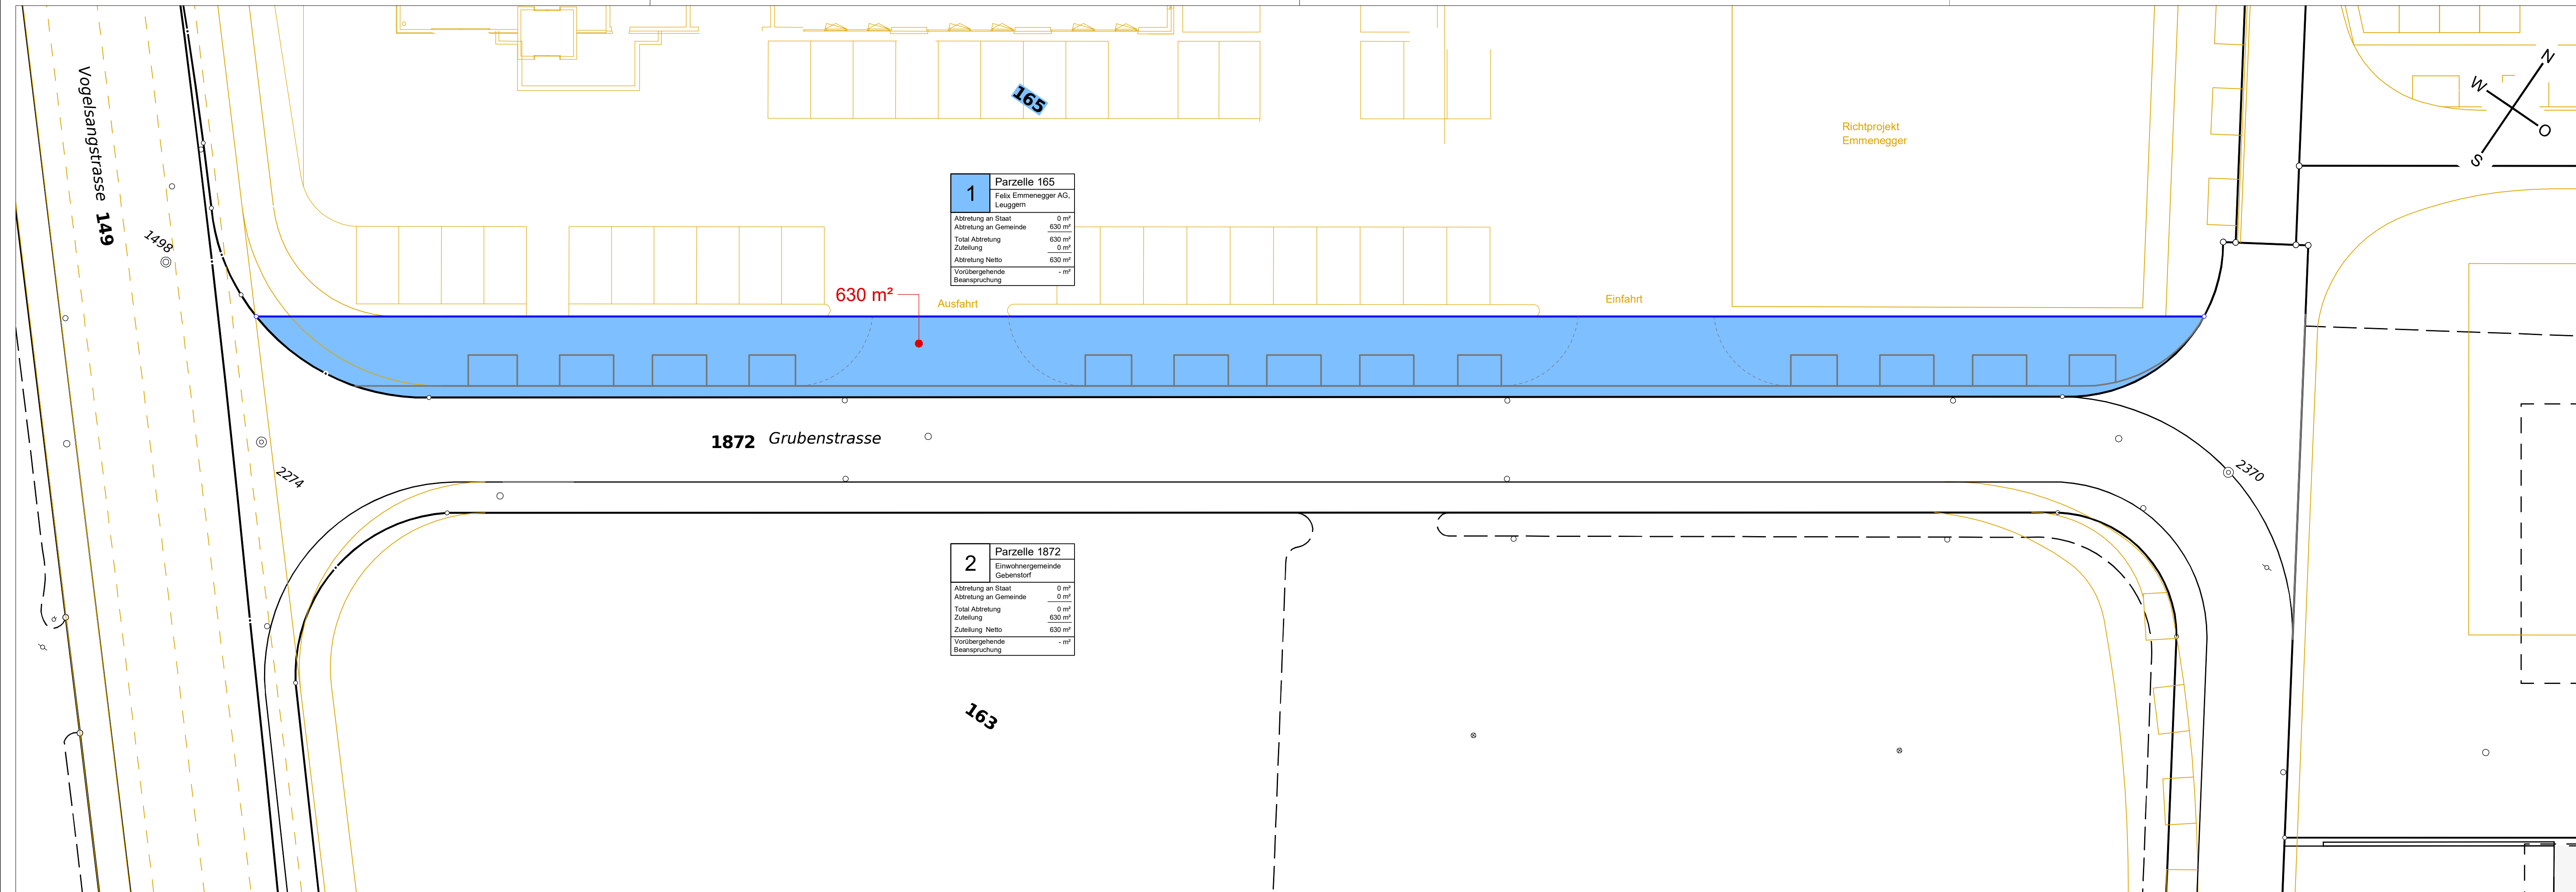 Vogelsangstrasse 149
1498
165
N
W
O
S
Richtprojekt
Emmenegger
1
Parzelle 165
Felix Emmenegger AG,
Leuggern
Abtretung an Staat 0 m²
Abtretung an Gemeinde 630 m²
Total Abtretung 630 m²
Zuteilung 0 m²
Abtretung Netto 630 m²
Vorübergehende - m²
Beanspruchung
630 m²
Ausfahrt
Einfahrt
1872 Grubenstrasse
2274
2370
2
Parzelle 1872
Einwohnergemeinde
Gebenstorf
Abtretung an Staat 0 m²
Abtretung an Gemeinde 0 m²
Total Abtretung 0 m²
Zuteilung 630 m²
Zuteilung Netto 630 m²
Vorübergehende - m²
Beanspruchung
163